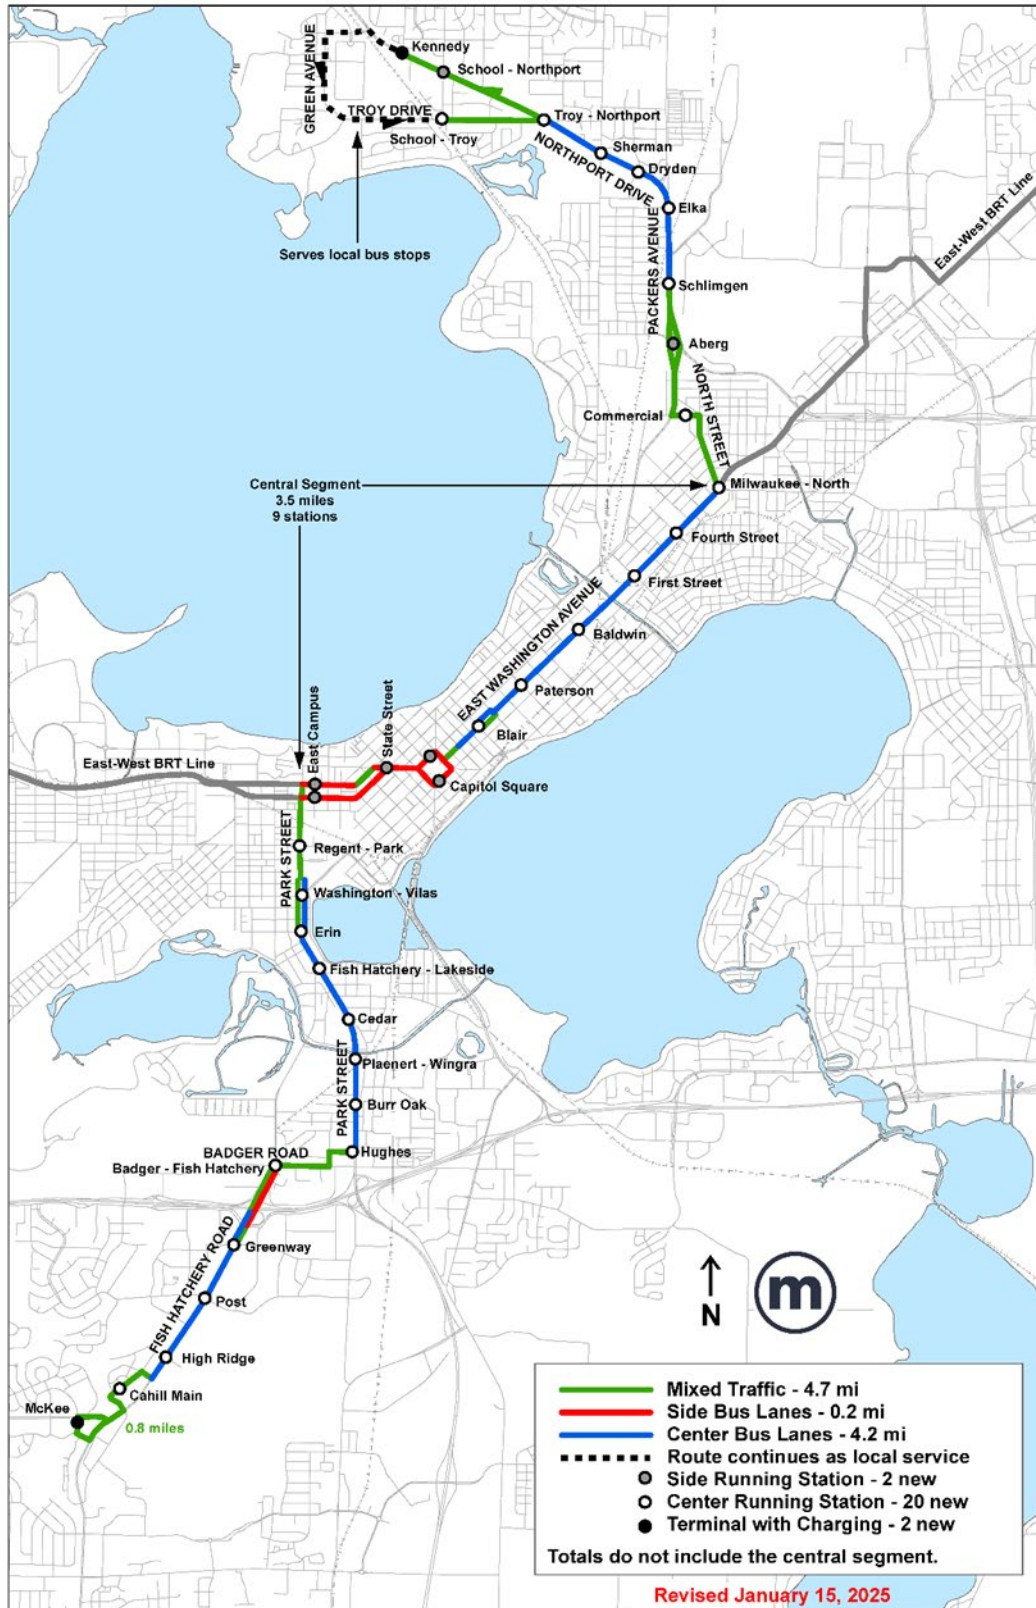 Kennedy
School - Northport
GREEN AVENUE
TROY DRIVE
School - Troy
Troy - Northport
Sherman
NORTHPORT DRIVE
Dryden
Elka
Serves local bus stops
East-West BRT Line
PACKERS AVENUE
Schlimgen
Aberg
NORTH STREET
Commercial
Central Segment
3.5 miles
9 stations
Milwaukee - North
Fourth Street
First Street
EAST WASHINGTON AVENUE
Baldwin
Paterson
Blair
East Campus
State Street
East-West BRT Line
Capitol Square
PARK STREET
Regent - Park
Washington - Vilas
Erin
Fish Hatchery - Lakeside
Cedar
PARK STREET
Plaenert - Wingra
Burr Oak
BADGER ROAD
Hughes
Badger - Fish Hatchery
FISH HATCHERY ROAD
Greenway
Post
High Ridge
Cahill Main
McKee
0.8 miles
N
m
Mixed Traffic - 4.7 mi
Side Bus Lanes - 0.2 mi
Center Bus Lanes - 4.2 mi
Route continues as local service
Side Running Station - 2 new
Center Running Station - 20 new
Terminal with Charging - 2 new
Totals do not include the central segment.
Revised January 15, 2025